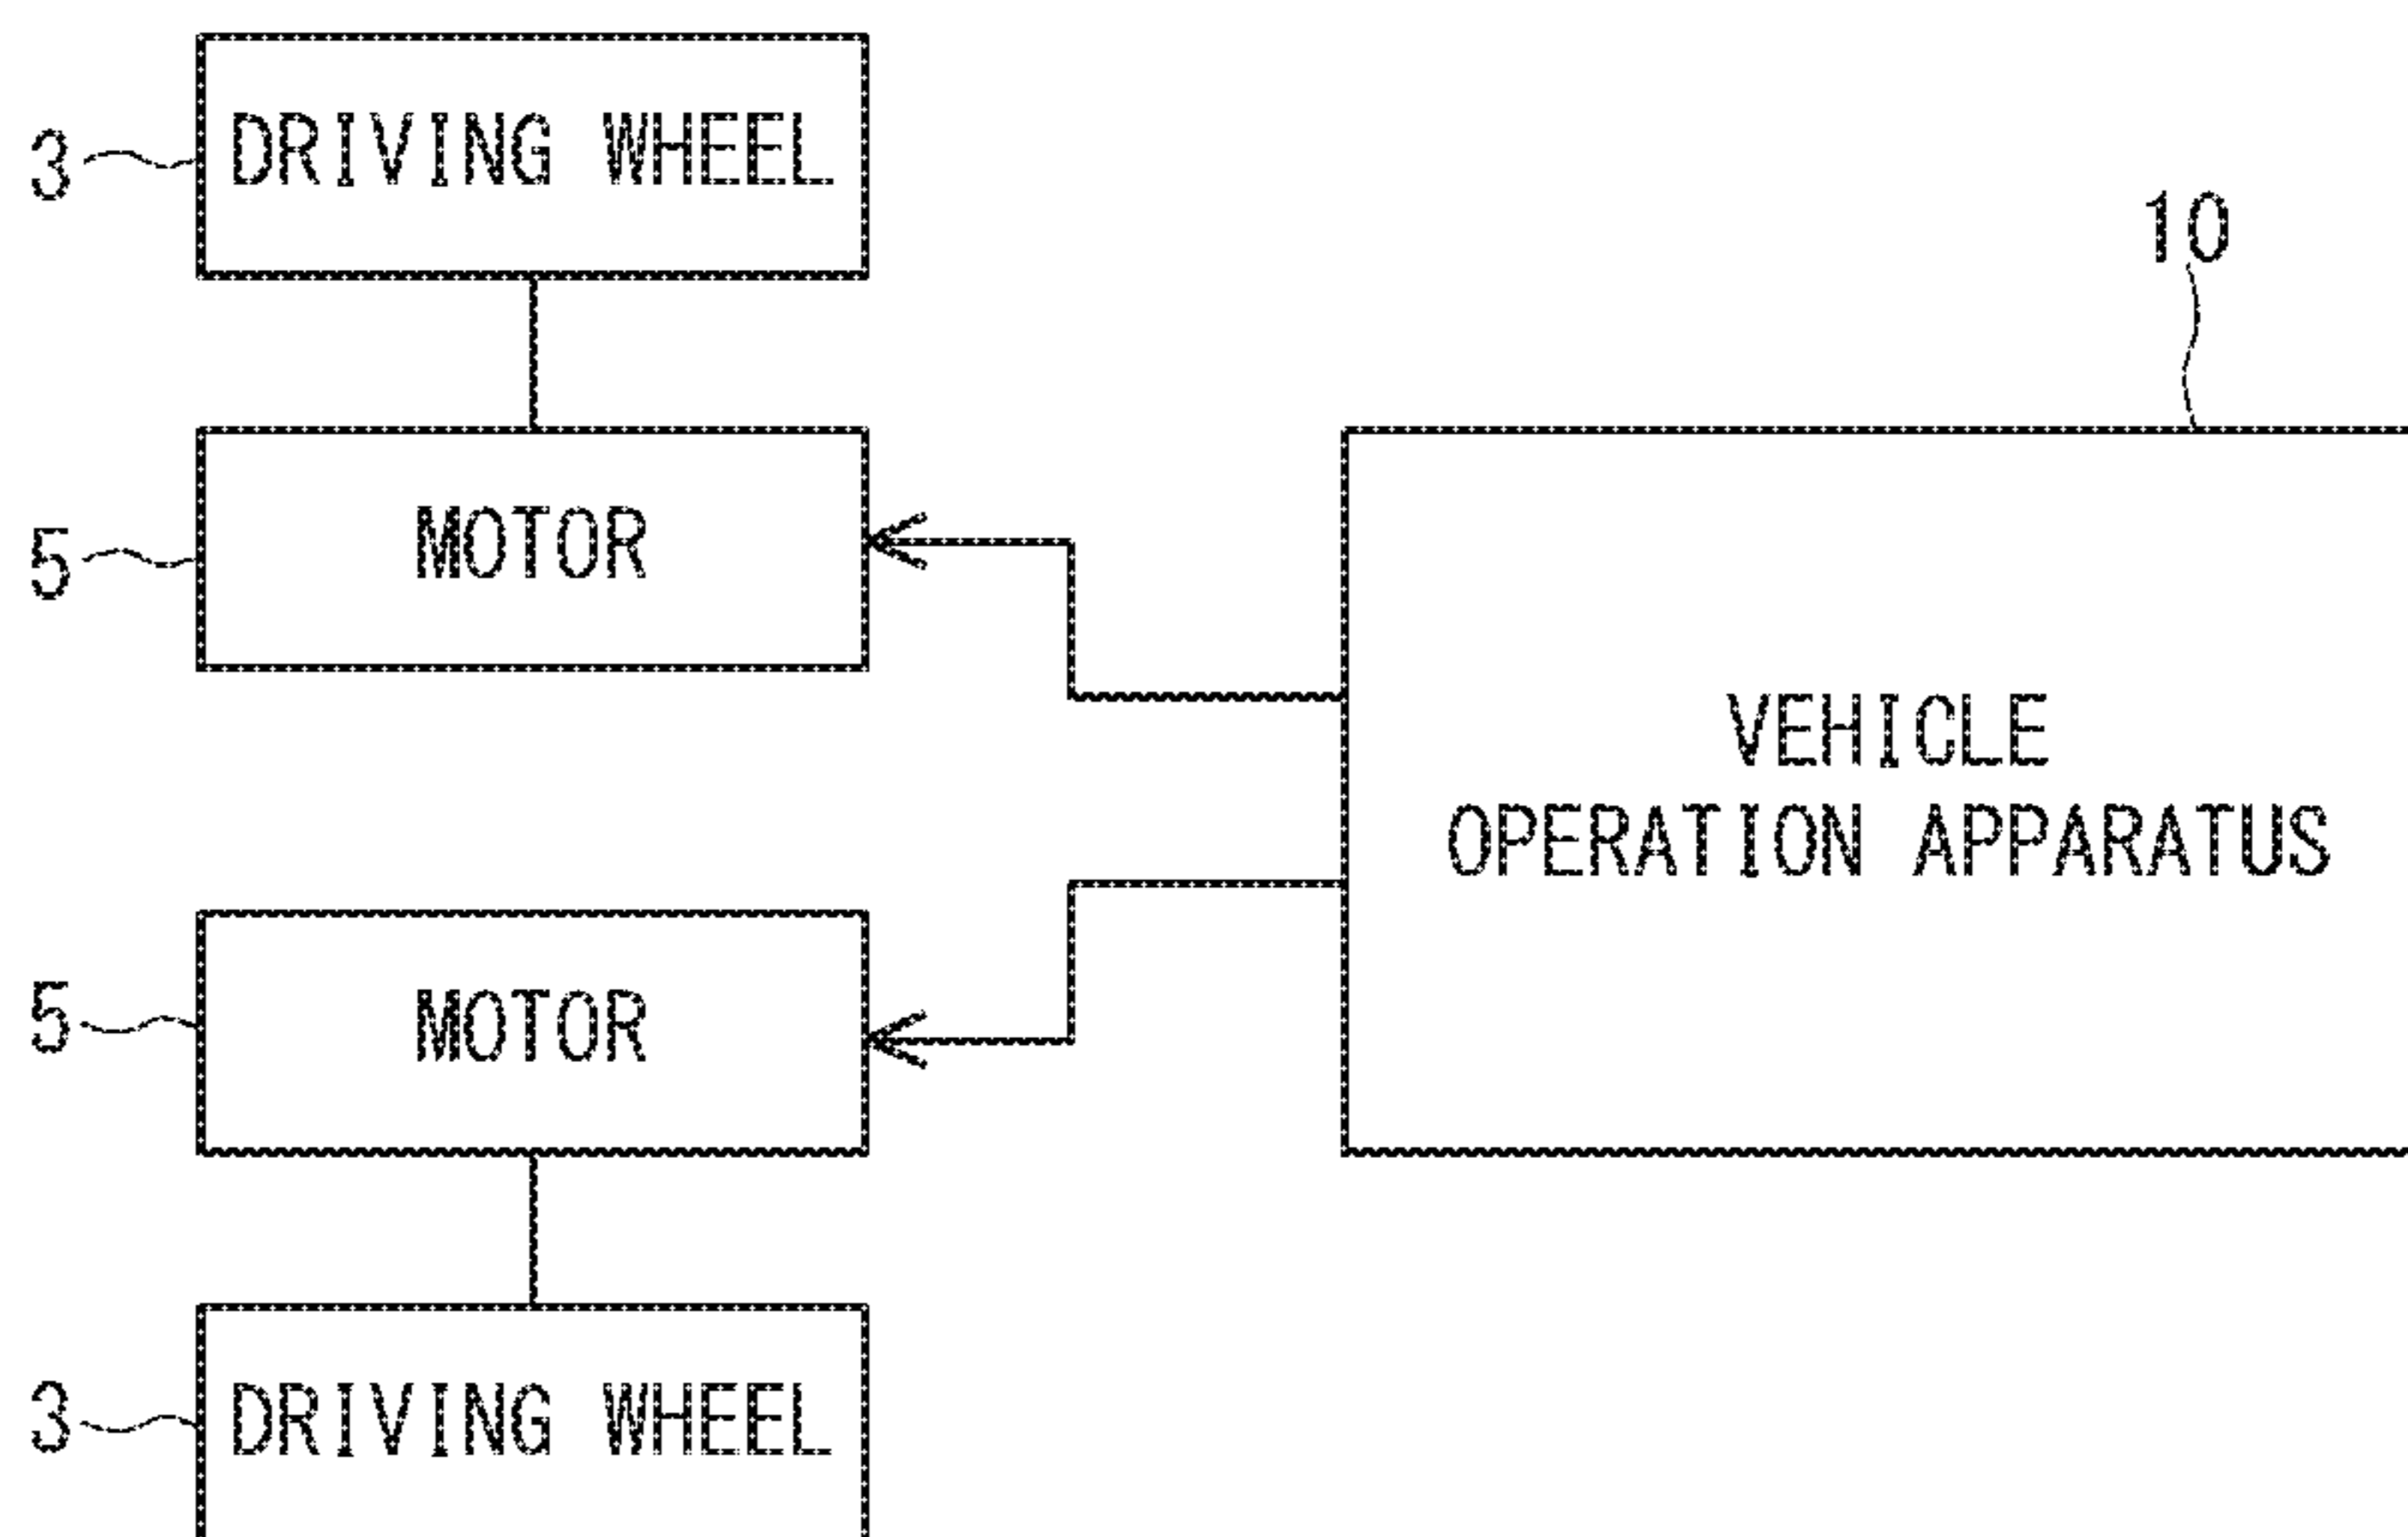 3 DRIVING WHEEL
10
5 MOTOR
VEHICLE
OPERATION APPARATUS
5 MOTOR
3 DRIVING WHEEL